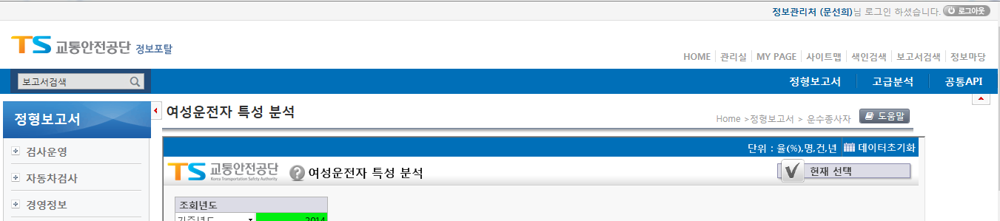 정보관리처 (문선희)님 로그인 하셨습니다. 로그아웃
TS 교통안전공단 정보포탈
HOME 관리실 MY PAGE 사이트맵 색인검색 보고서검색 정보마당
보고서검색
정형보고서 고급분석 공통API
정형보고서
여성운전자 특성 분석
Home >정형보고서 > 운수종사자 도움말
단위 : 율(%),명,건,년 데이터초기화
검사운영
TS 교통안전공단
Korea Transportation Safety Authority
여성운전자 특성 분석
현재 선택
자동차검사
경영정보
조회년도
기준년도 2014